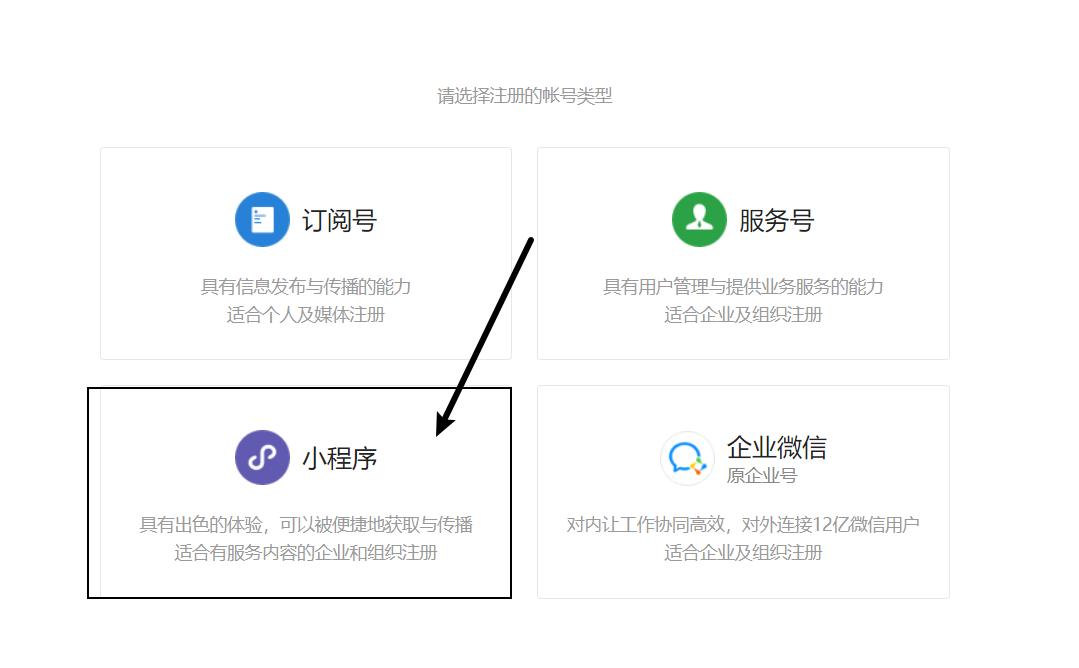 请选择注册的帐号类型
订阅号
具有信息发布与传播的能力
适合个人及媒体注册
服务号
具有用户管理与提供业务服务的能力
适合企业及组织注册
小程序
具有出色的体验，可以被便捷地获取与传播
适合有服务内容的企业和组织注册
企业微信
原企业号
对内让工作协同高效，对外连接12亿微信用户
适合企业及组织注册